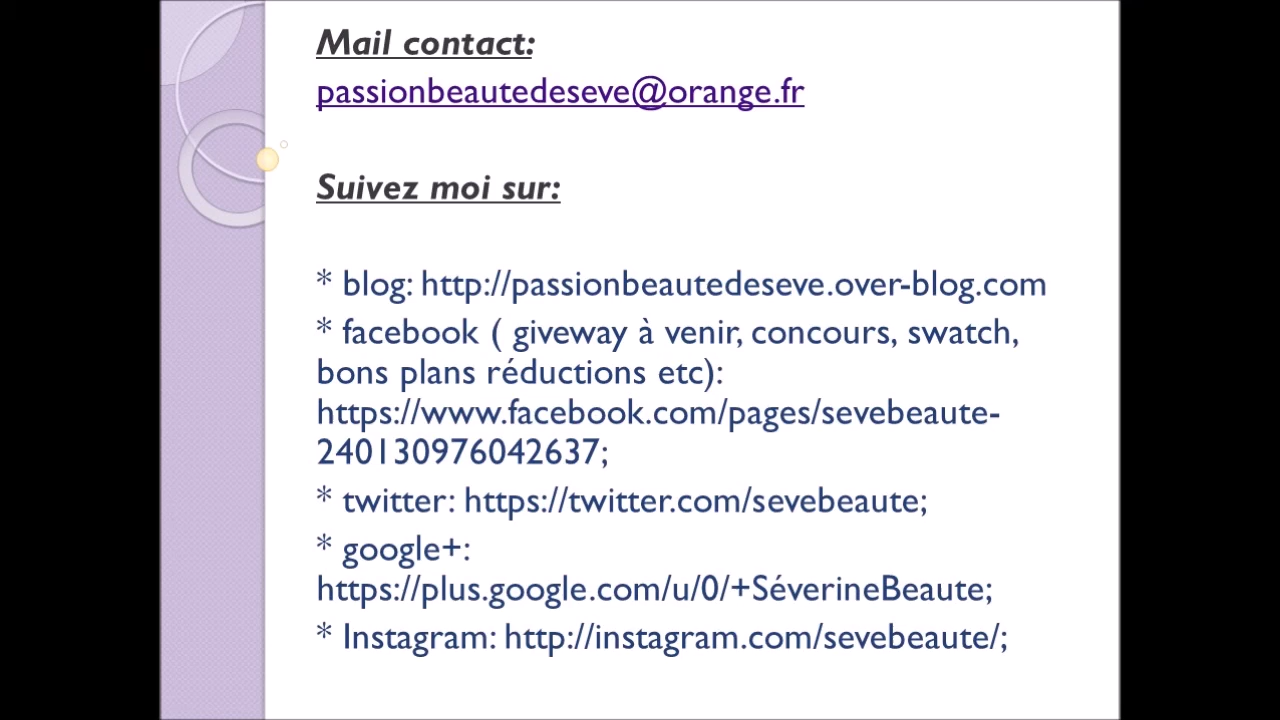 Mail contact:
passionbeautedeseve@orange.fr
Suivez moi sur:
* blog: http://passionbeautedeseve.over-blog.com
* facebook ( giveway à venir, concours, swatch,
bons plans réductions etc):
https://www.facebook.com/pages/sevebeaute-
240130976042637;
* twitter: https://twitter.com/sevebeaute;
* google+:
https://plus.google.com/u/0/+SéverineBeaute;
* Instagram: http://instagram.com/sevebeaute/;